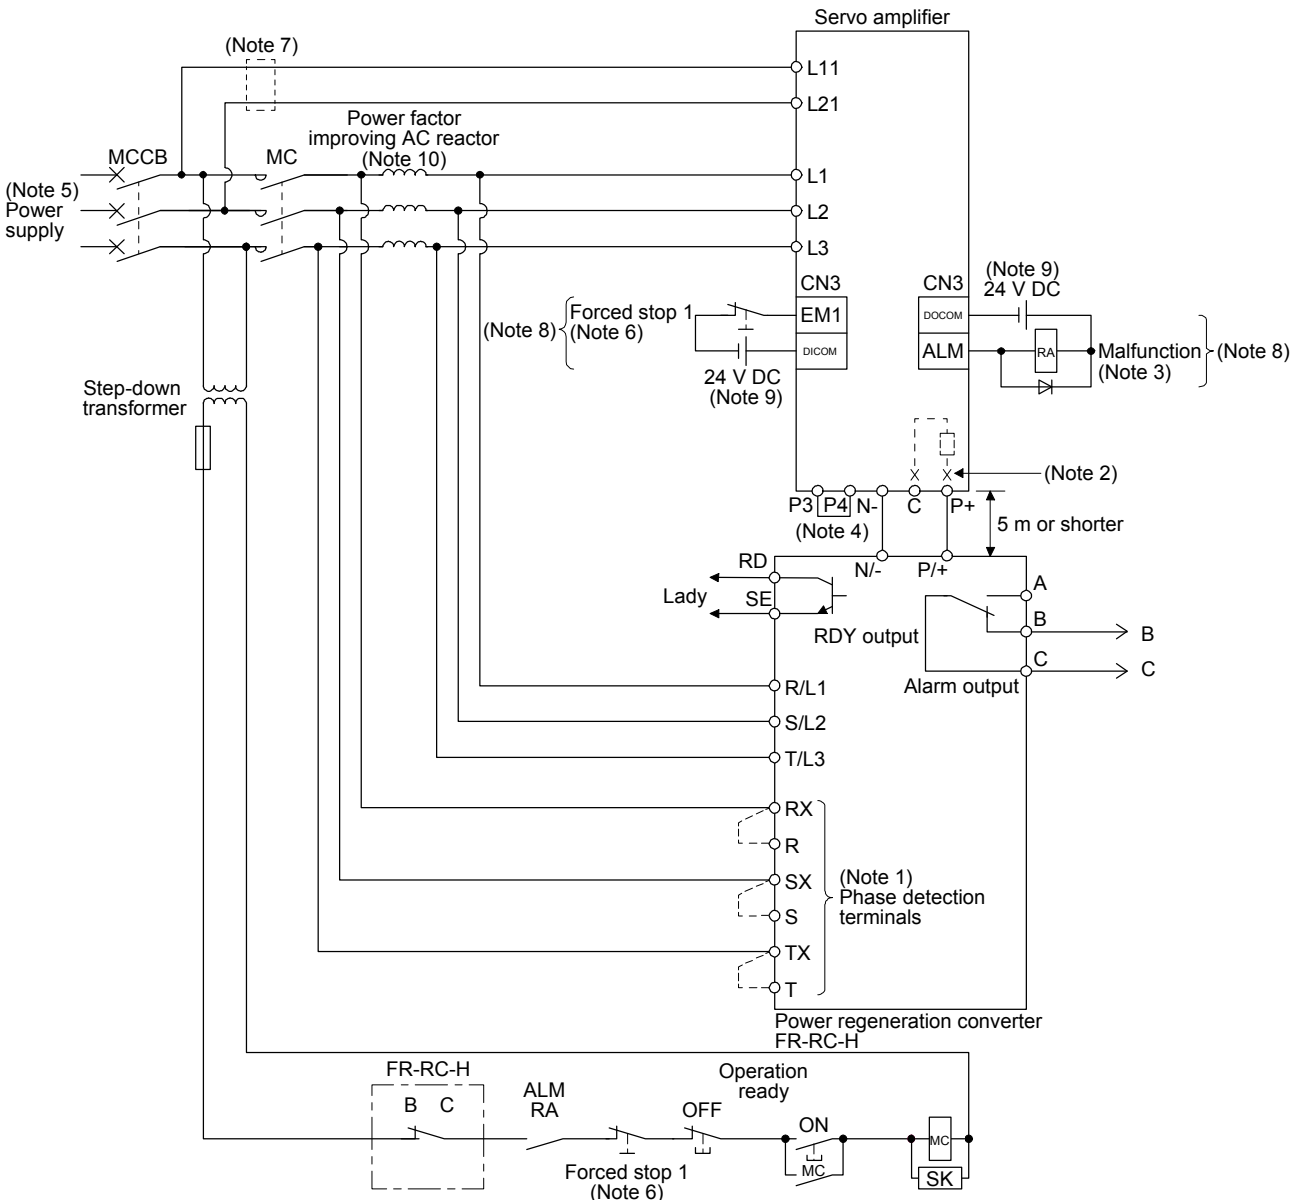 Servo amplifier
(Note 7)
L11
L21
Power factor
improving AC reactor
(Note 10)
MCCB
MC
(Note 5)
Power
supply
L1
L2
L3
CN3
CN3
(Note 9)
24 V DC
(Note 8)
Forced stop 1
(Note 6)
EM1
DICOM
DOCOM
ALM
RA
Malfunction
(Note 3)
(Note 8)
24 V DC
(Note 9)
Step-down
transformer
(Note 2)
P3
P4
N-
C
P+
(Note 4)
5 m or shorter
N/-
P/+
RD
Lady
SE
RDY output
A
B
B
C
C
Alarm output
R/L1
S/L2
T/L3
RX
R
SX
S
TX
T
(Note 1)
Phase detection
terminals
Power regeneration converter
FR-RC-H
FR-RC-H
B C
ALM
RA
Forced stop 1
(Note 6)
OFF
Operation
ready
ON
MC
MC
SK